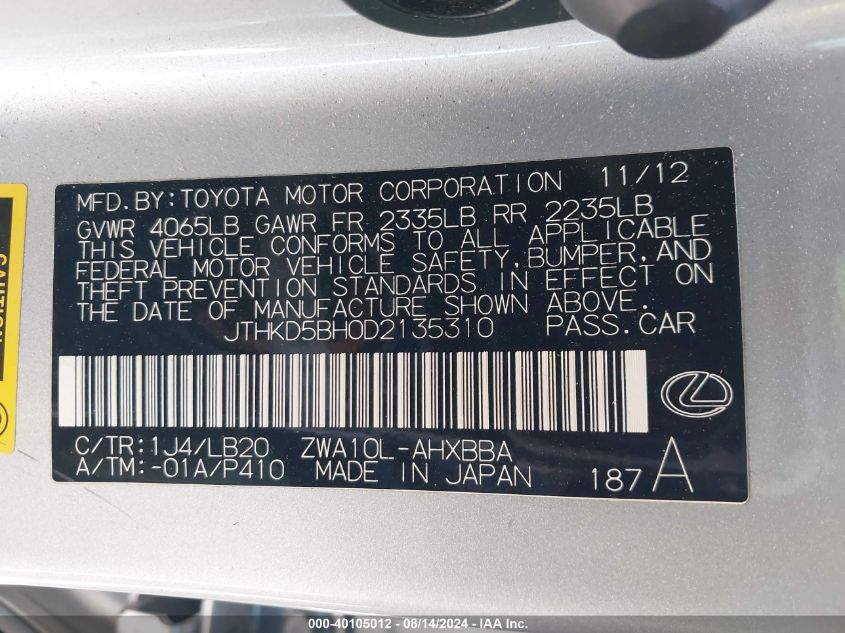 MFD. BY: TOYOTA MOTOR CORPORATION 11/12
GVWR 4065LB GAWR FR 2335LB RR 2235LB
THIS VEHICLE CONFORMS TO ALL APPLICABLE
FEDERAL MOTOR VEHICLE SAFETY, BUMPER, AND
THEFT PREVENTION STANDARDS IN EFFECT ON
THE DATE OF MANUFACTURE SHOWN ABOVE.
JTHKD5BH0D2135310 PASS. CAR
C/TR: 1J4/LB20 ZWA10L-AHXBBA
A/TM: -01A/P410 MADE IN JAPAN 187 A
CAUTION
000-40105012 - 08/14/2024 - IAA Inc.